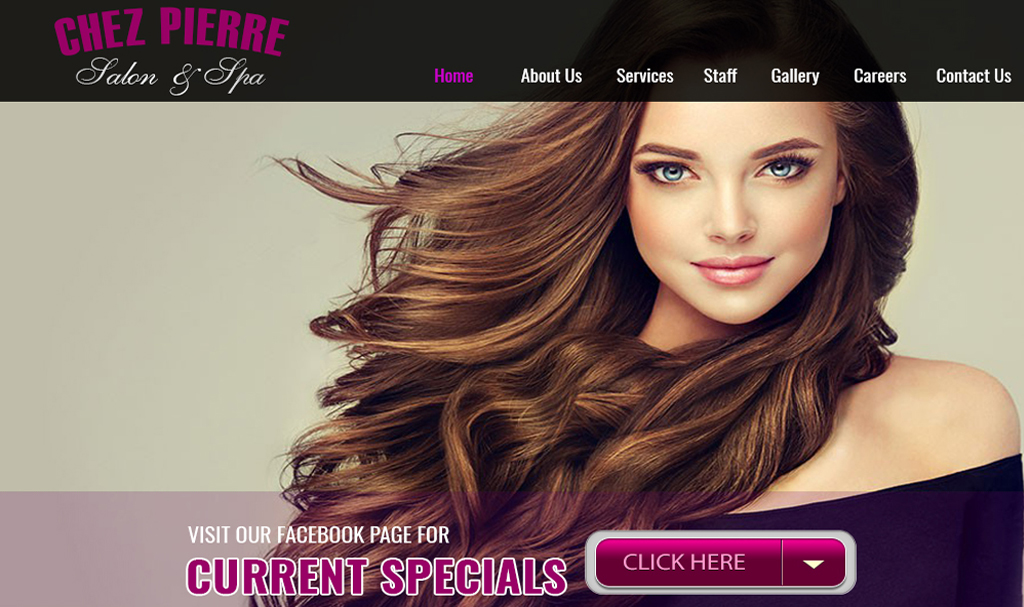 CHEZ PIERRE
Salon & Spa
Home About Us Services Staff Gallery Careers Contact Us
VISIT OUR FACEBOOK PAGE FOR
CURRENT SPECIALS
CLICK HERE